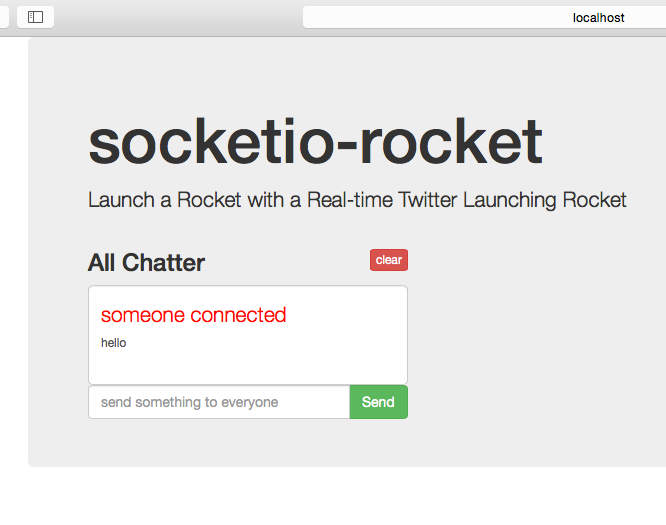 localhost
socketio-rocket
Launch a Rocket with a Real-time Twitter Launching Rocket
All Chatter
clear
someone connected
hello
send something to everyone
Send